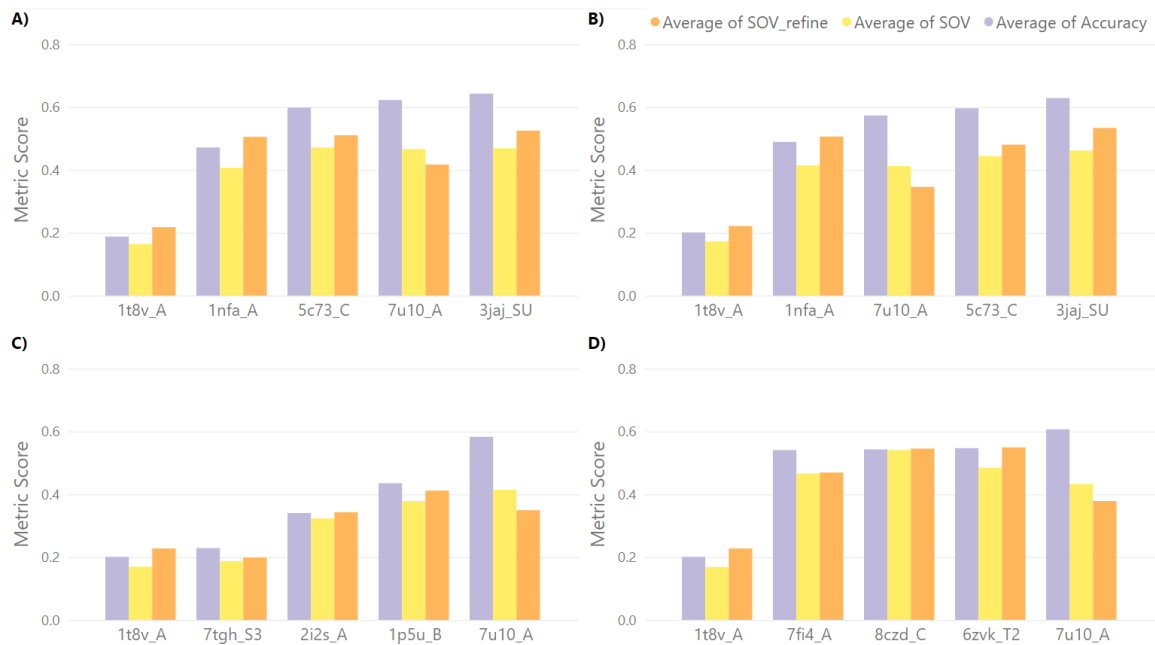 A)
B)
Average of SOV_refine Average of SOV Average of Accuracy
0.8
0.6
0.4
0.2
0.0
Metric Score
1t8v_A 1nfa_A 5c73_C 7u10_A 3jaj_SU
0.8
0.6
0.4
0.2
0.0
Metric Score
1t8v_A 1nfa_A 7u10_A 5c73_C 3jaj_SU
C)
0.8
0.6
0.4
0.2
0.0
Metric Score
1t8v_A 7tgh_S3 2i2s_A 1p5u_B 7u10_A
D)
0.8
0.6
0.4
0.2
0.0
Metric Score
1t8v_A 7fi4_A 8czd_C 6zvk_T2 7u10_A